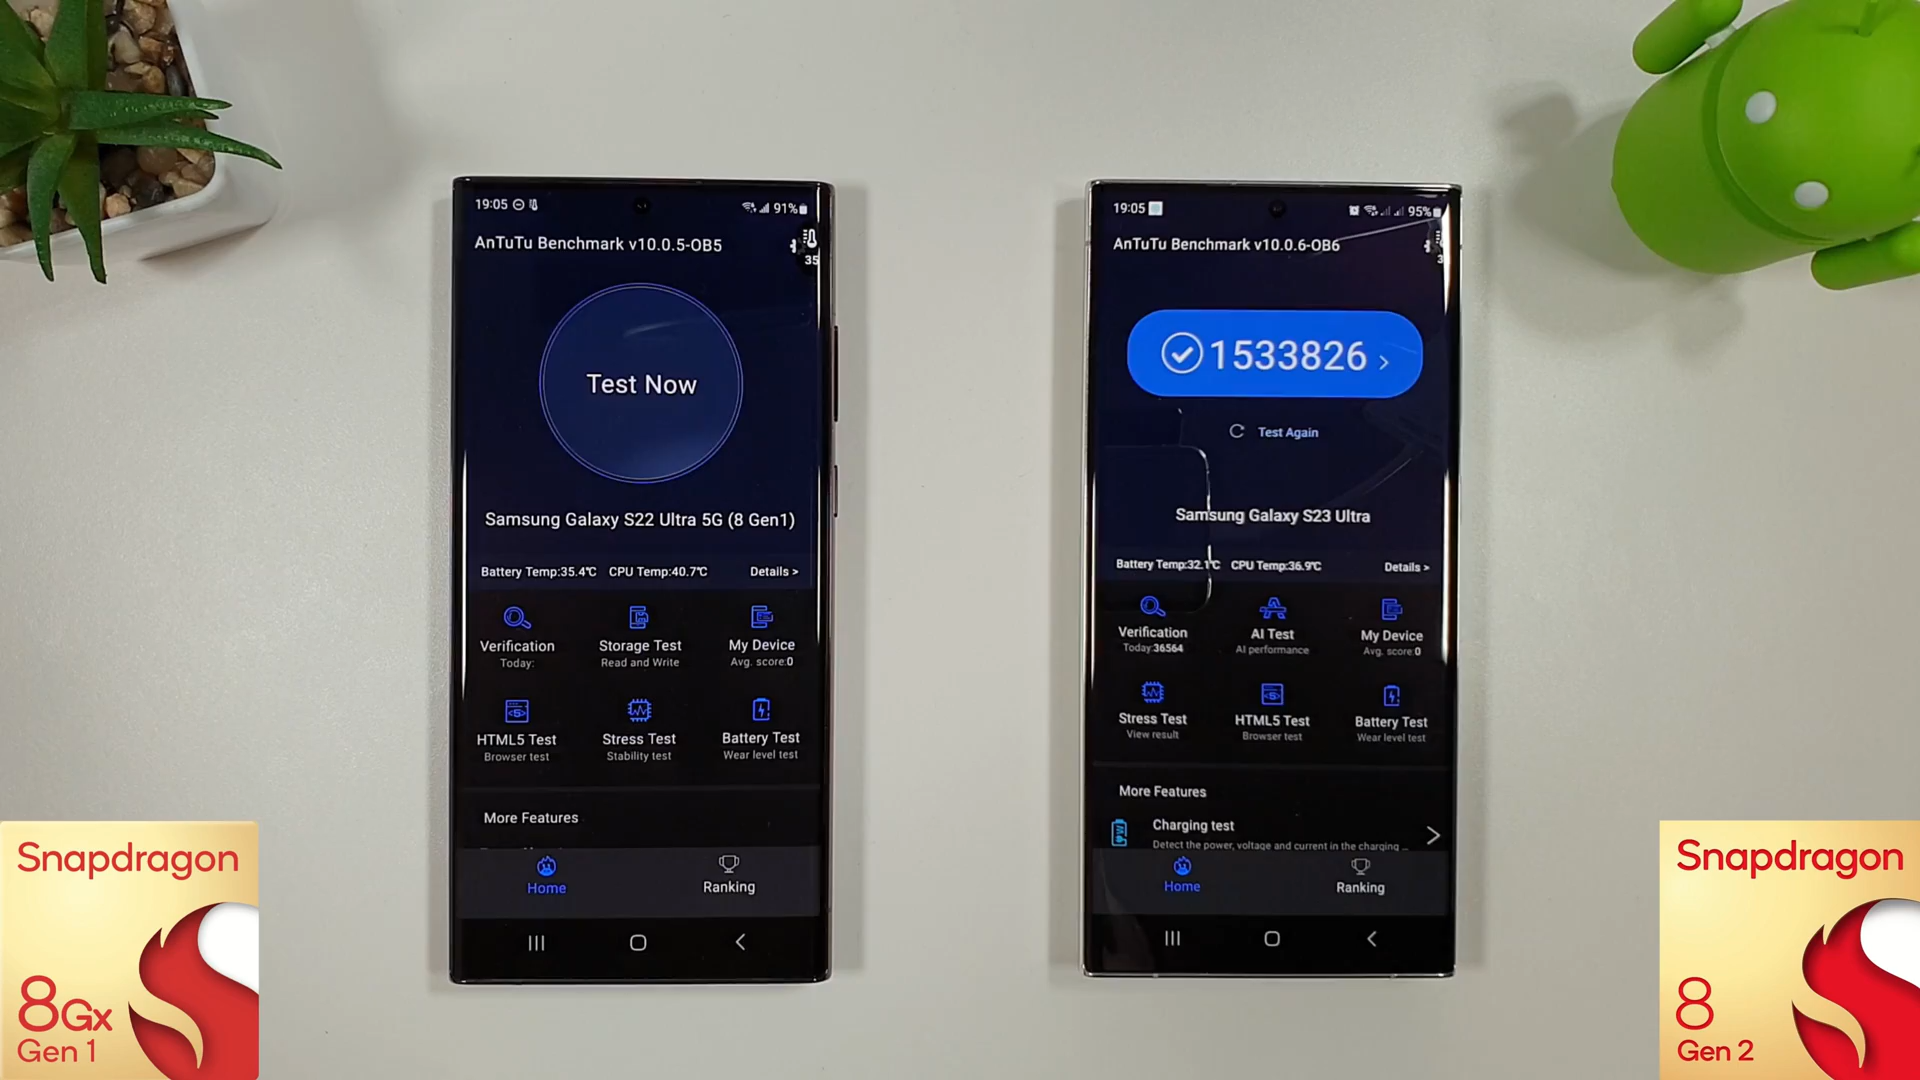 19:05
91%
AnTuTu Benchmark v10.0.5-OB5
35
Test Now
Samsung Galaxy S22 Ultra 5G (8 Gen1)
Battery Temp:35.4℃ CPU Temp:40.7℃ Details >
Verification
Today:
Storage Test
Read and Write
My Device
Avg. score:0
HTML5 Test
Browser test
Stress Test
Stability test
Battery Test
Wear level test
More Features
Home
Ranking
19:05
95%
AnTuTu Benchmark v10.0.6-OB6
3
1533826 >
Test Again
Samsung Galaxy S23 Ultra
Battery Temp:32.1℃ CPU Temp:36.9℃ Details >
Verification
Today:36564
AI Test
AI performance
My Device
Avg. score:0
Stress Test
View result
HTML5 Test
Browser test
Battery Test
Wear level test
More Features
Charging test
Detect the power, voltage and current in the charging ...
Home
Ranking
Snapdragon
8Gx
Gen 1
Snapdragon
8
Gen 2